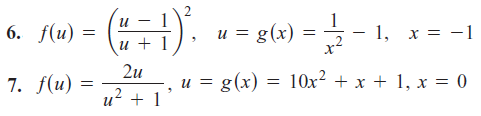 6. f(u) = ((u − 1)/(u + 1))², u = g(x) = 1/x² − 1, x = −1
7. f(u) = 2u/(u² + 1), u = g(x) = 10x² + x + 1, x = 0